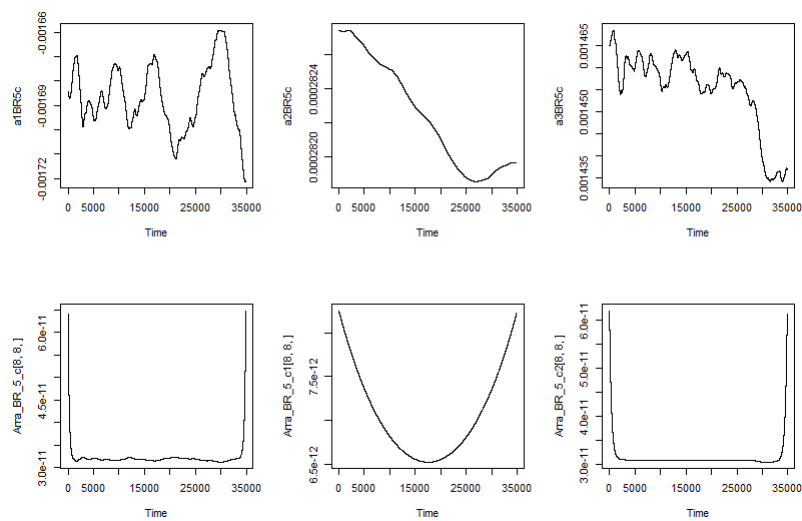 a1BR5c
-0.00166
-0.00169
-0.00172
0 5000 15000 25000 35000
Time
a2BR5c
0.0002824
0.0002820
0 5000 15000 25000 35000
Time
a3BR5c
0.001465
0.001450
0.001435
0 5000 15000 25000 35000
Time
Arra_BR_5_c[8, 8, ]
6.0e-11
4.5e-11
3.0e-11
0 5000 15000 25000 35000
Time
Arra_BR_5_c1[8, 8, ]
7.5e-12
6.5e-12
0 5000 15000 25000 35000
Time
Arra_BR_5_c2[8, 8, ]
6.0e-11
5.0e-11
4.0e-11
3.0e-11
0 5000 15000 25000 35000
Time